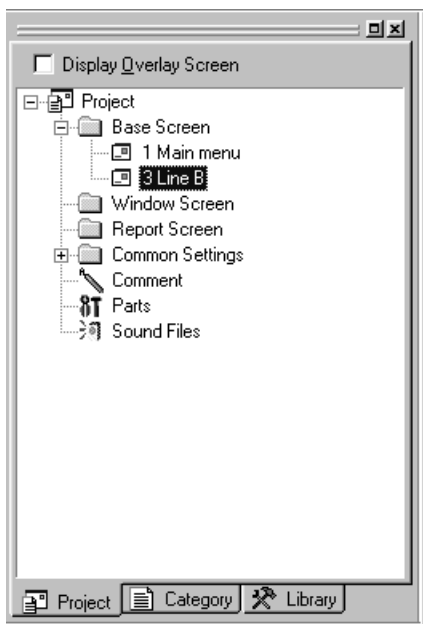 Display Overlay Screen
Project
Base Screen
1 Main menu
3 Line B
Window Screen
Report Screen
Common Settings
Comment
Parts
Sound Files
Project Category Library